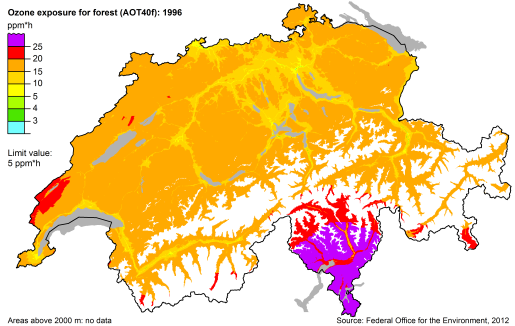 Ozone exposure for forest (AOT40f): 1996
ppm*h
25
20
15
10
5
4
3
Limit value:
5 ppm*h
Areas above 2000 m: no data
Source: Federal Office for the Environment, 2012